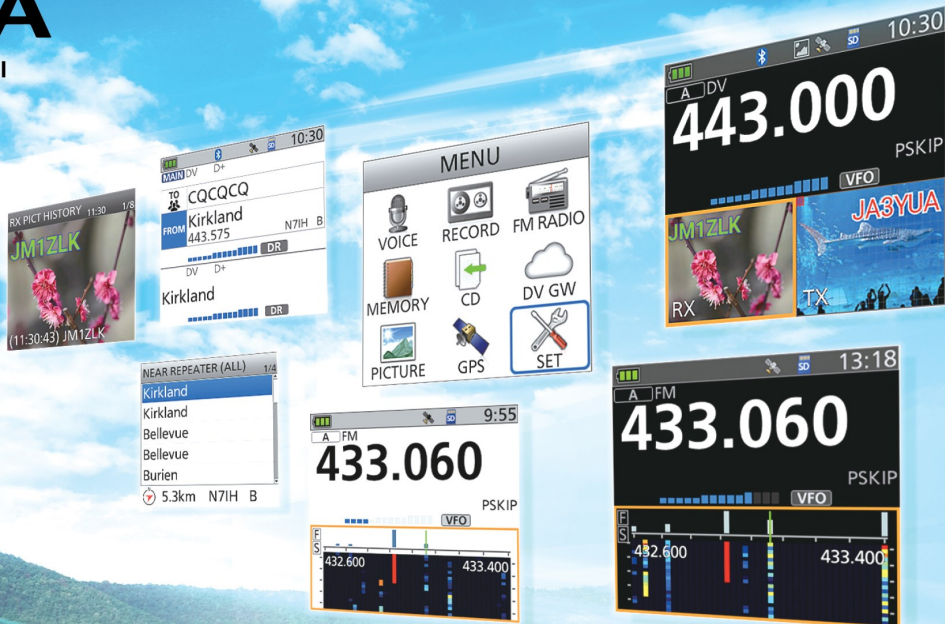 A
I
10:30
A DV
443.000
PSKIP
VFO
JM1ZLK
RX
JA3YUA
TX
10:30
MAIN DV D+
TO CQCQCQ
FROM Kirkland
443.575 N7IH B
DR
DV D+
Kirkland
DR
RX PICT HISTORY 11:30 1/8
JM1ZLK
(11:30:43) JM1ZLK
MENU
VOICE RECORD FM RADIO
MEMORY CD DV GW
PICTURE GPS SET
NEAR REPEATER (ALL) 1/4
Kirkland
Kirkland
Bellevue
Bellevue
Burien
5.3km N7IH B
9:55
A FM
433.060
PSKIP
VFO
F
S
432.600 433.400
13:18
A FM
433.060
PSKIP
VFO
F
S
432.600 433.400